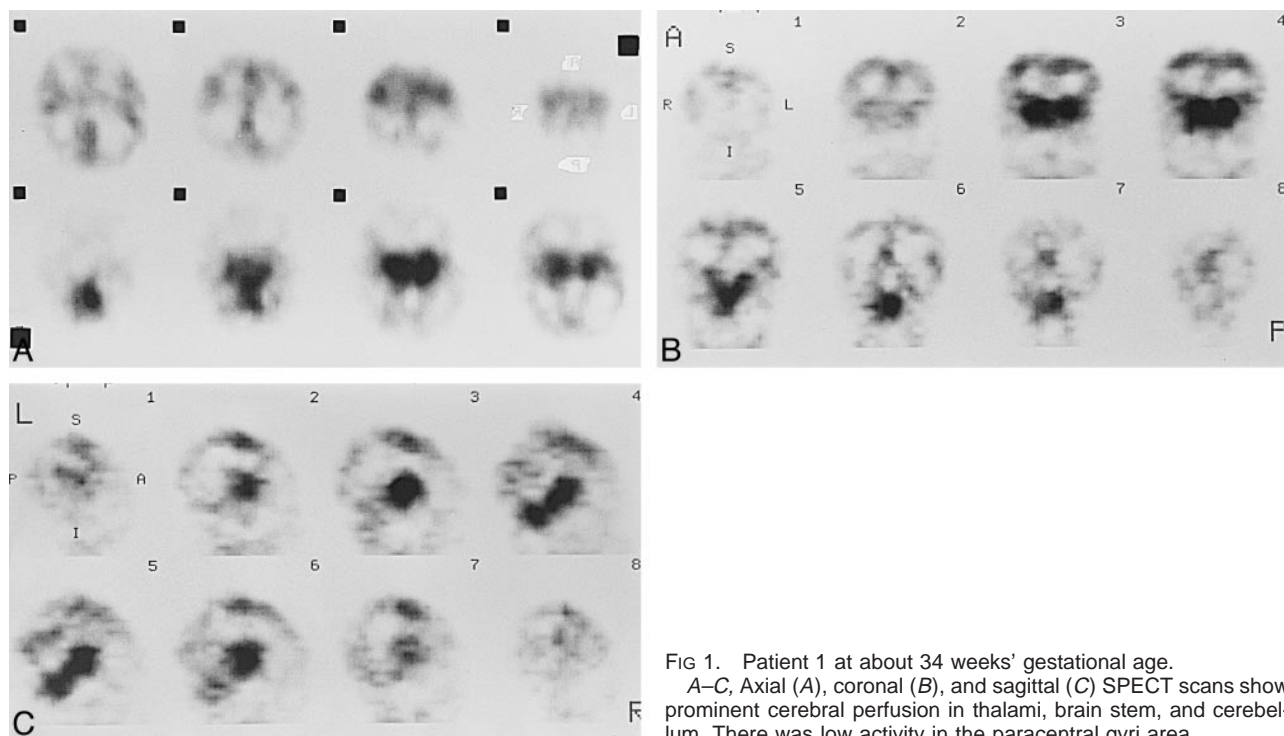 A
A 1 2 3 4
S
R L
I
5 6 7 8
B
L 1 2 3 4
S
P A
I
5 6 7 8
C R
FIG 1. Patient 1 at about 34 weeks' gestational age.
A–C, Axial (A), coronal (B), and sagittal (C) SPECT scans show
prominent cerebral perfusion in thalami, brain stem, and cerebel-
lum. There was low activity in the paracentral gyri area.